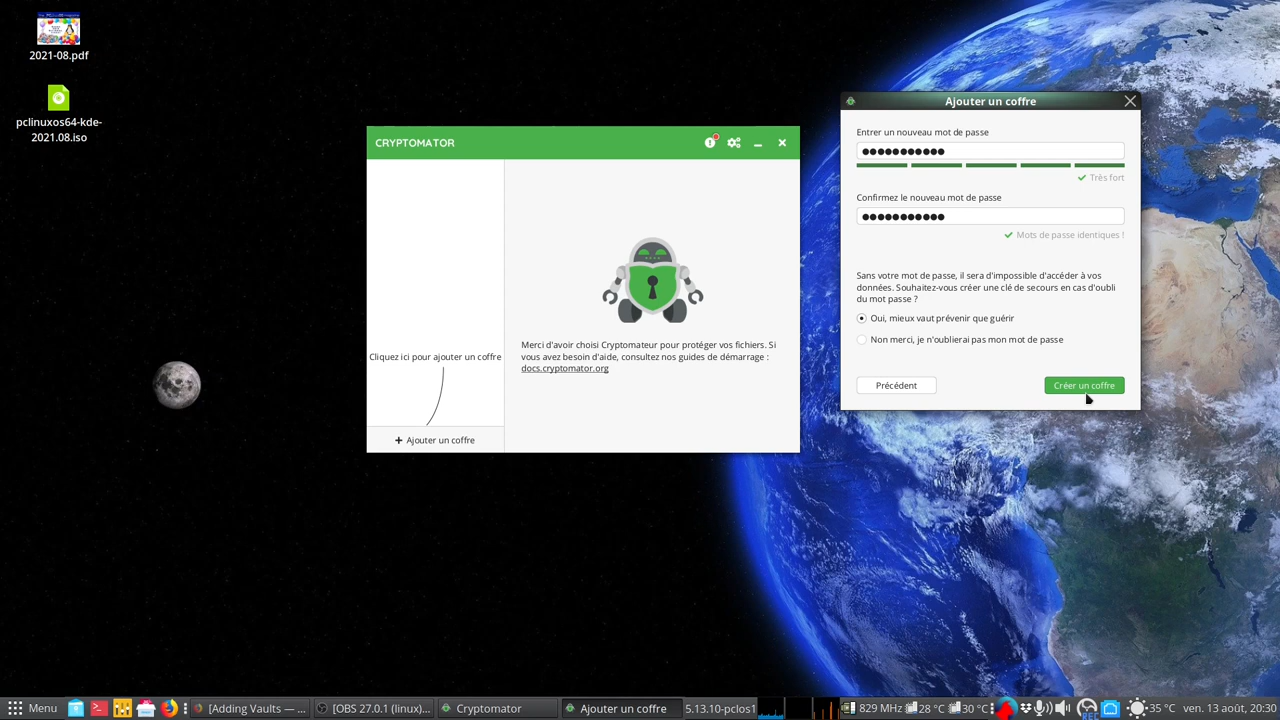 2021-08.pdf
pclinuxos64-kde-
2021.08.iso
CRYPTOMATOR
Cliquez ici pour ajouter un coffre
Ajouter un coffre
Merci d'avoir choisi Cryptomateur pour protéger vos fichiers. Si
vous avez besoin d'aide, consultez nos guides de démarrage :
docs.cryptomator.org
Ajouter un coffre
Entrer un nouveau mot de passe
Très fort
Confirmez le nouveau mot de passe
Mots de passe identiques !
Sans votre mot de passe, il sera d'impossible d'accéder à vos
données. Souhaitez-vous créer une clé de secours en cas d'oubli
du mot passe ?
Oui, mieux vaut prévenir que guérir
Non merci, je n'oublierai pas mon mot de passe
Précédent
Créer un coffre
Menu
[Adding Vaults — ...
[OBS 27.0.1 (linux)...
Cryptomator
Ajouter un coffre
5.13.10-pclos1
829 MHz
28 °C
30 °C
REC
35 °C
ven. 13 août, 20:30